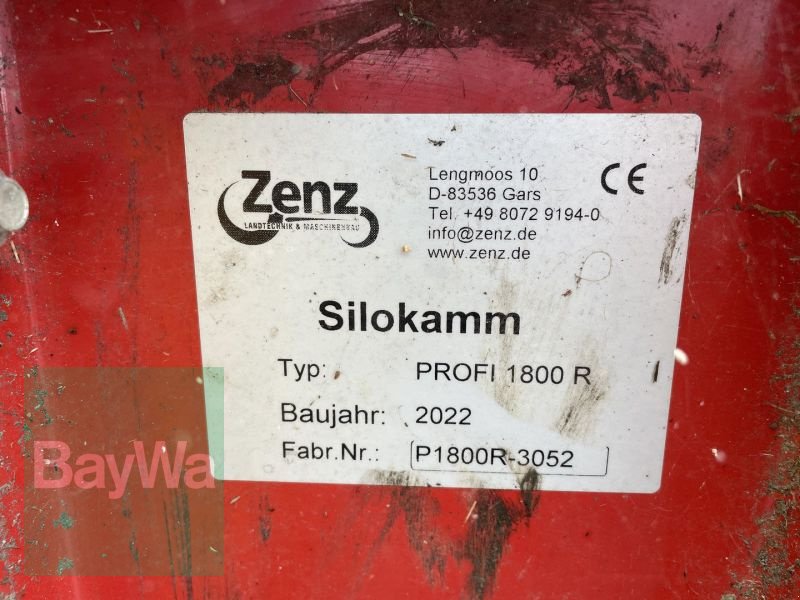 Zenz
LANDTECHNIK & MASCHINENBAU
Lengmoos 10
D-83536 Gars
Tel. +49 8072 9194-0
info@zenz.de
www.zenz.de
CE
Silokamm
Typ: PROFI 1800 R
Baujahr: 2022
Fabr.Nr.: P1800R-3052
BayWa